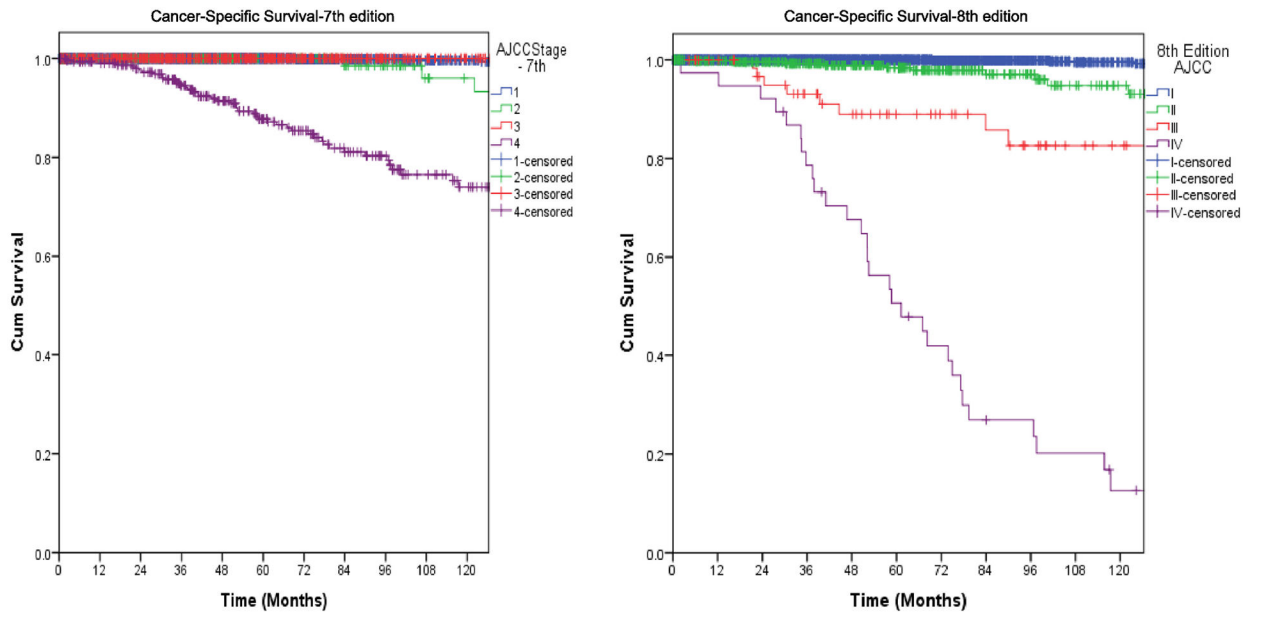 Cancer-Specific Survival-7th edition
1.0
0.8
0.6
0.4
0.2
0.0
Cum Survival
0 12 24 36 48 60 72 84 96 108 120
Time (Months)
AJCCStage
- 7th
1
2
3
4
1-censored
2-censored
3-censored
4-censored
Cancer-Specific Survival-8th edition
1.0
0.8
0.6
0.4
0.2
0.0
Cum Survival
0 12 24 36 48 60 72 84 96 108 120
Time (Months)
8th Edition
AJCC
I
II
III
IV
I-censored
II-censored
III-censored
IV-censored